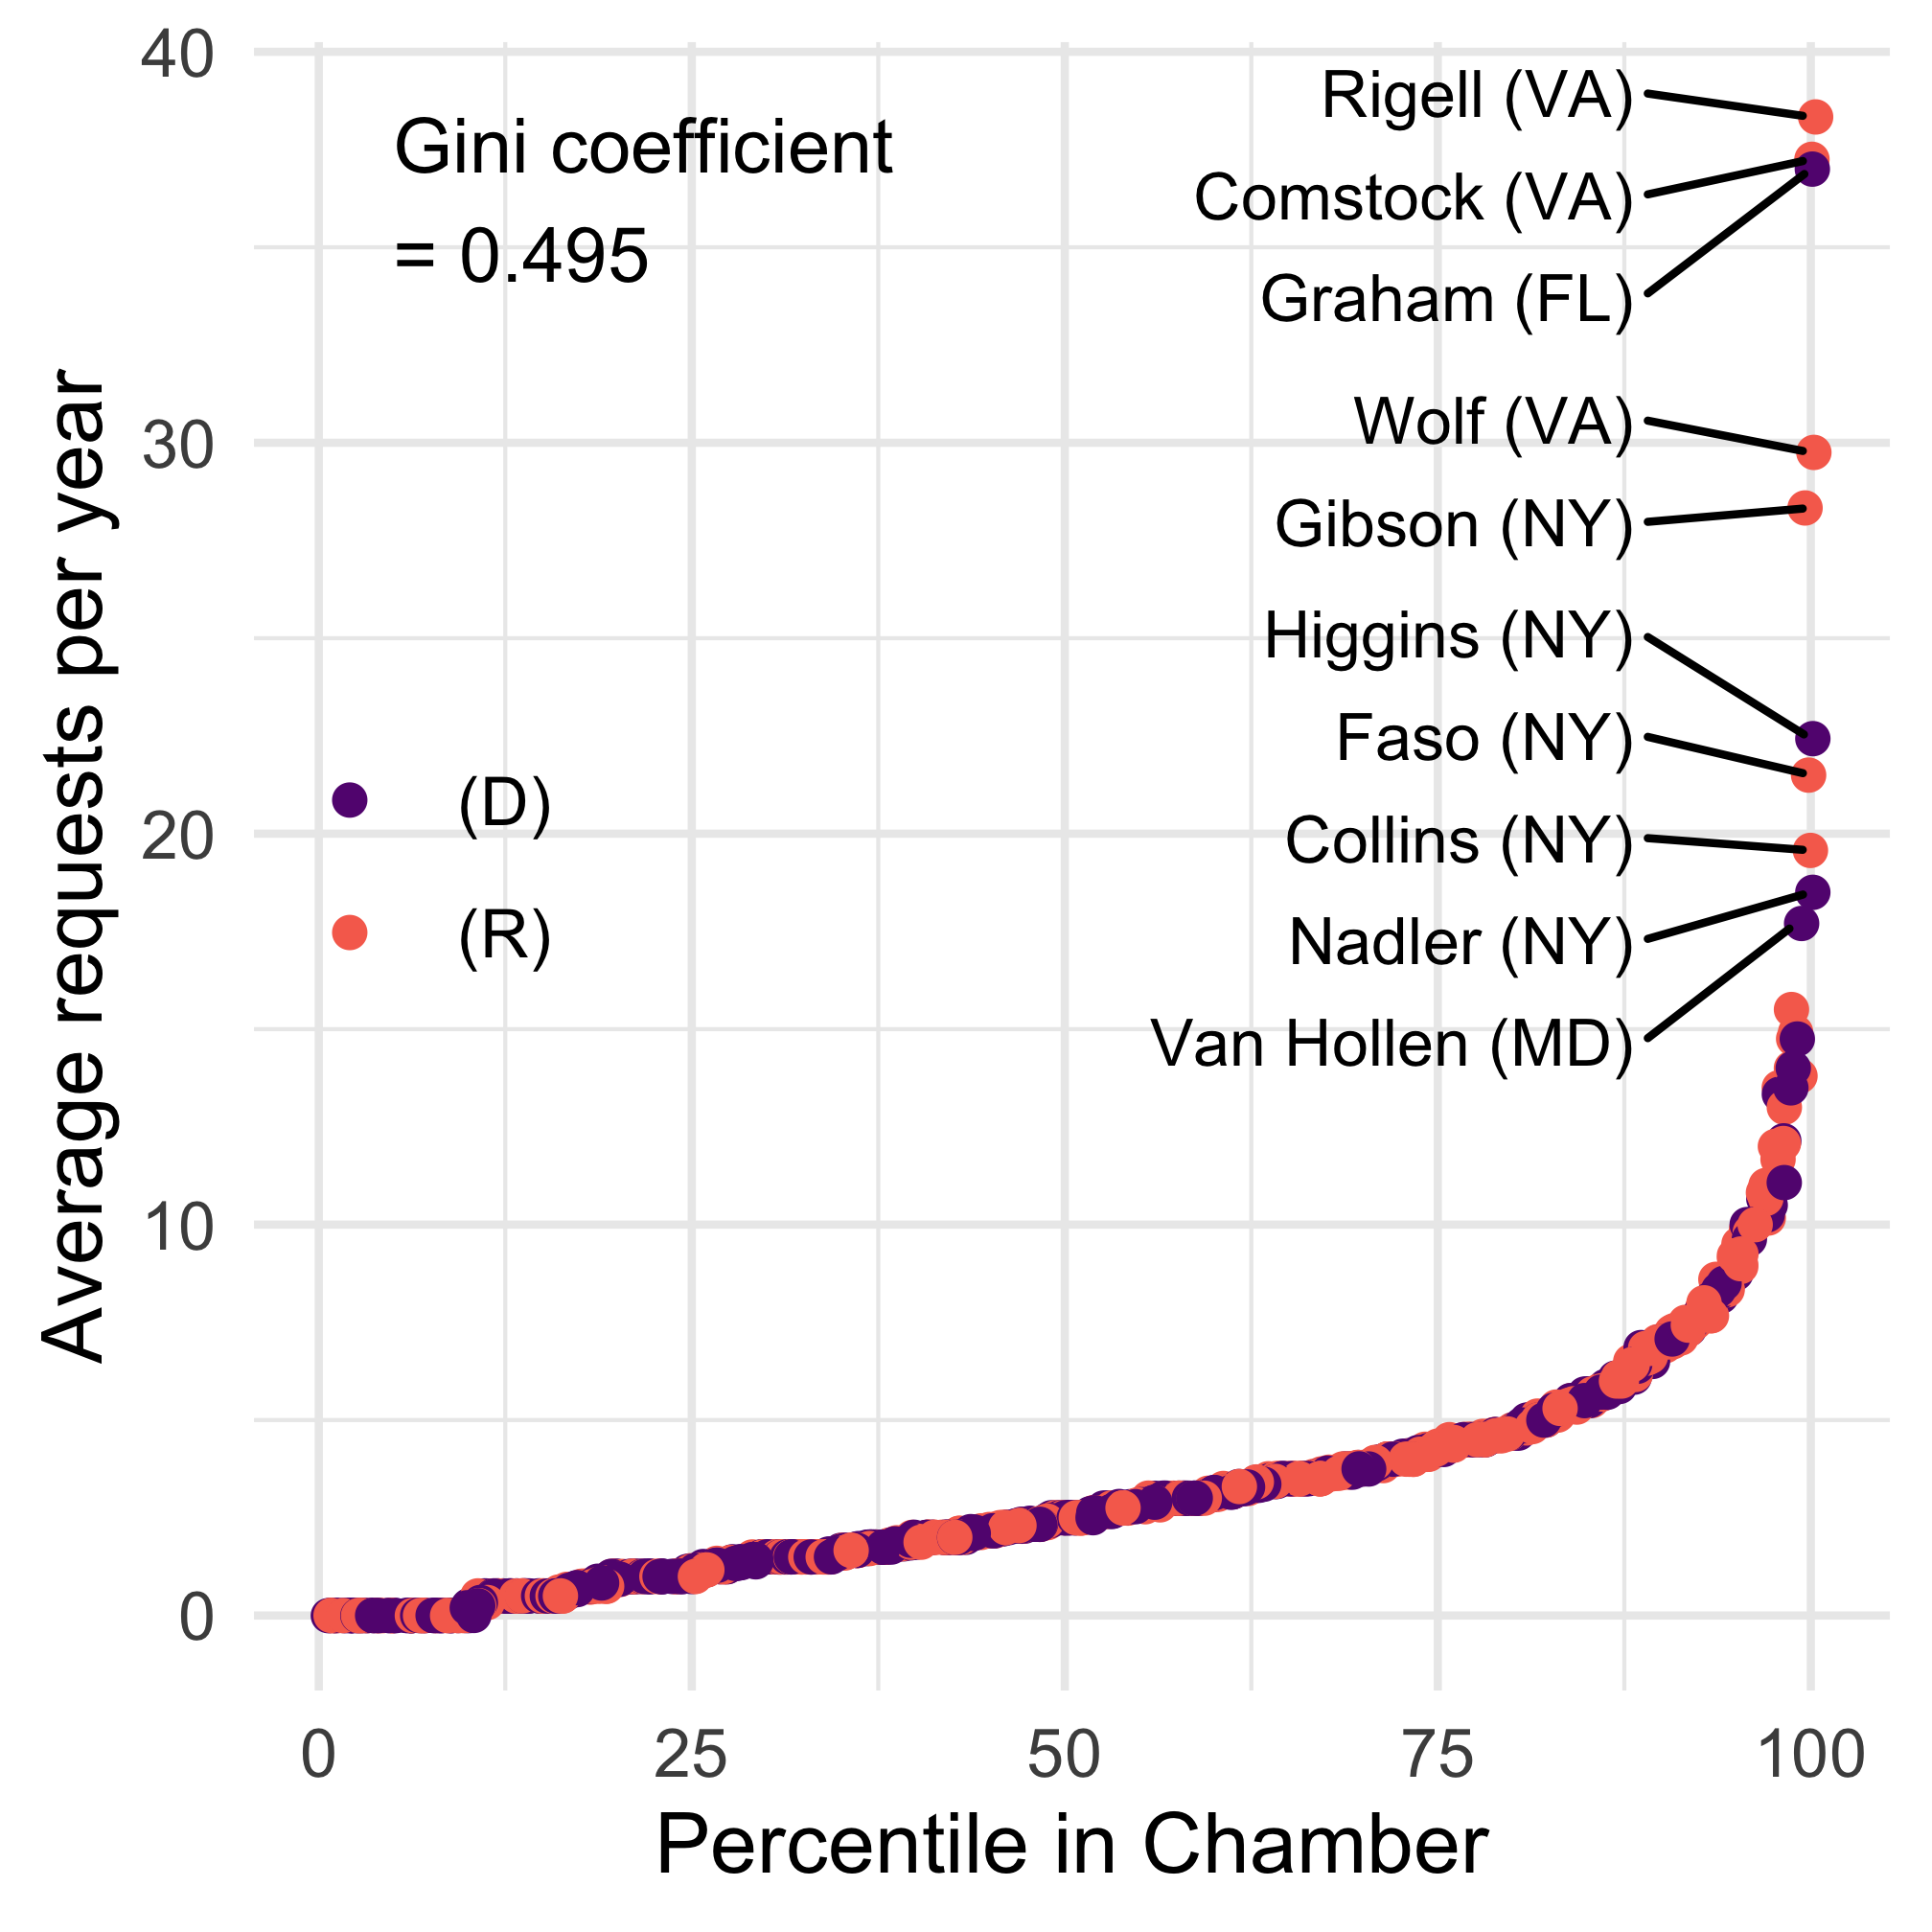 40
Rigell (VA)
Gini coefficient
Comstock (VA)
= 0.495
Graham (FL)
Wolf (VA)
30
Gibson (NY)
Higgins (NY)
Faso (NY)
(D)
20
Collins (NY)
(R)
Nadler (NY)
Van Hollen (MD)
10
0
Average requests per year
0 25 50 75 100
Percentile in Chamber